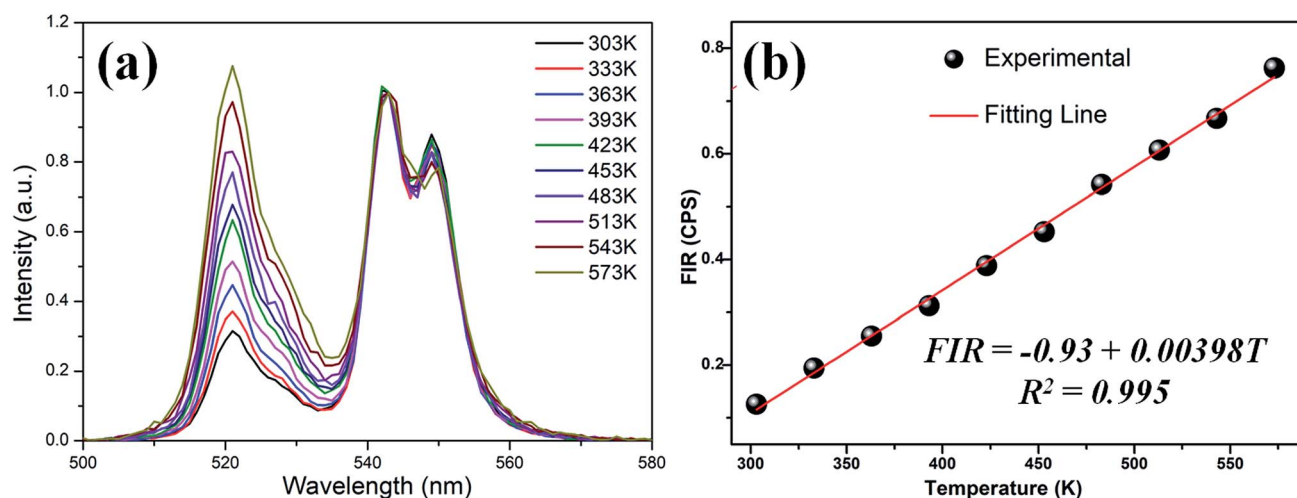 (a)
1.2
1.0
0.8
0.6
0.4
0.2
0.0
Intensity (a.u.)
500 520 540 560 580
Wavelength (nm)
303K
333K
363K
393K
423K
453K
483K
513K
543K
573K
(b)
0.8
0.6
0.4
0.2
FIR (CPS)
Experimental
Fitting Line
FIR = -0.93 + 0.00398T
R² = 0.995
300 350 400 450 500 550
Temperature (K)